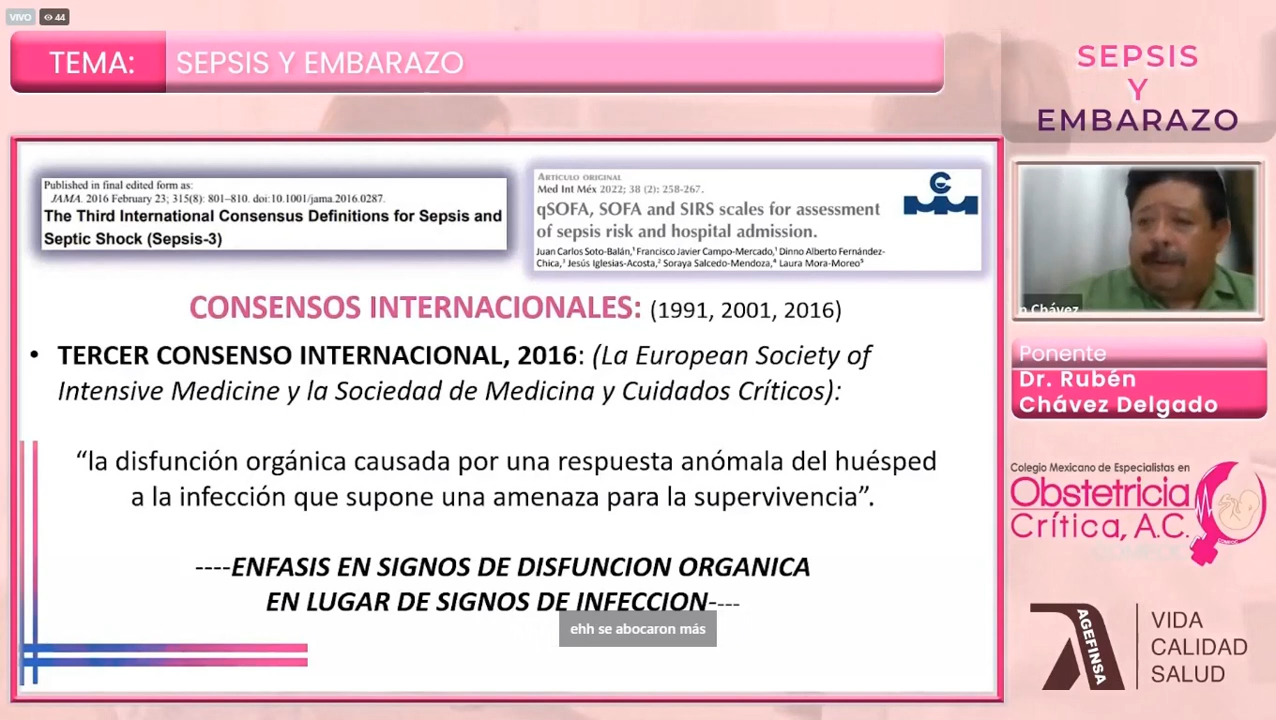 VIVO 44
TEMA: SEPSIS Y EMBARAZO
SEPSIS
Y
EMBARAZO
Published in final edited form as:
JAMA. 2016 February 23; 315(8): 801–810. doi:10.1001/jama.2016.0287.
The Third International Consensus Definitions for Sepsis and
Septic Shock (Sepsis-3)
ARTÍCULO ORIGINAL
Med Int Méx 2022; 38 (2): 258-267.
qSOFA, SOFA and SIRS scales for assessment
of sepsis risk and hospital admission.
Juan Carlos Soto-Balán,¹ Francisco Javier Campo-Mercado,¹ Dinno Alberto Fernández-
Chica,² Jesús Iglesias-Acosta,² Soraya Salcedo-Mendoza,⁴ Laura Mora-Moreo⁵
CONSENSOS INTERNACIONALES: (1991, 2001, 2016)
• TERCER CONSENSO INTERNACIONAL, 2016: (La European Society of
Intensive Medicine y la Sociedad de Medicina y Cuidados Críticos):
“la disfunción orgánica causada por una respuesta anómala del huésped
a la infección que supone una amenaza para la supervivencia”.
----ENFASIS EN SIGNOS DE DISFUNCION ORGANICA
EN LUGAR DE SIGNOS DE INFECCION----
ehh se abocaron más
Chávez
Ponente
Dr. Rubén
Chávez Delgado
Colegio Mexicano de Especialistas en
Obstetricia
Crítica, A.C.
AGEFINSA
VIDA
CALIDAD
SALUD